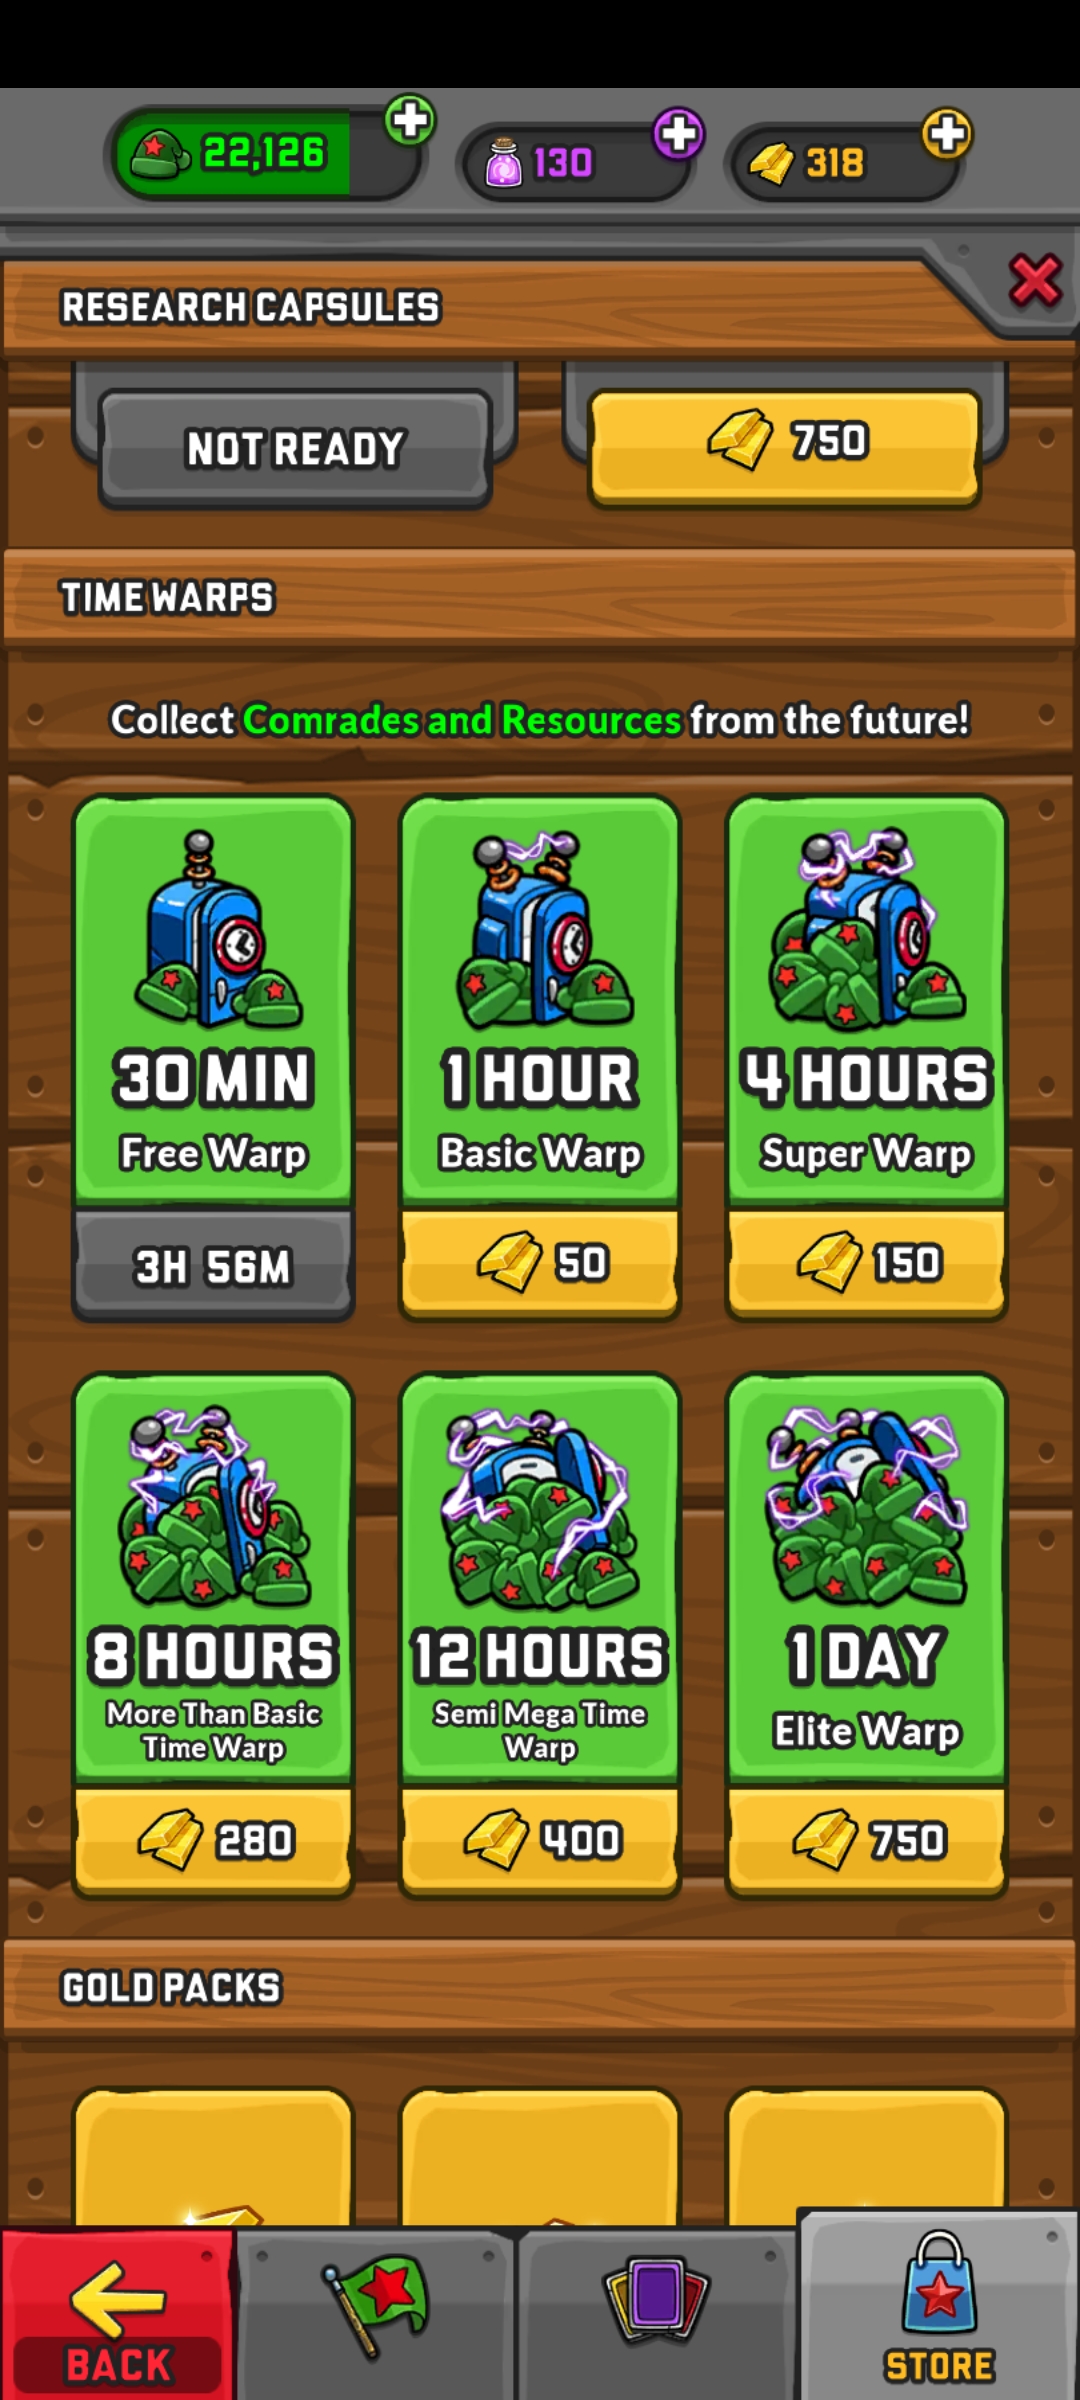 22,126
130
318
RESEARCH CAPSULES
NOT READY
750
TIME WARPS
Collect Comrades and Resources from the future!
30 MIN
Free Warp
3H 56M
1 HOUR
Basic Warp
50
4 HOURS
Super Warp
150
8 HOURS
More Than Basic
Time Warp
280
12 HOURS
Semi Mega Time
Warp
400
1 DAY
Elite Warp
750
GOLD PACKS
BACK
STORE